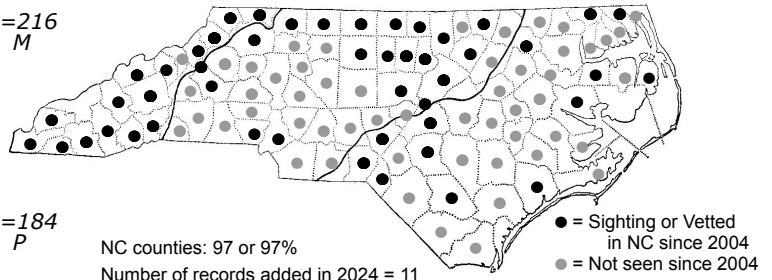 =216
M
=184
P
NC counties: 97 or 97%
Number of records added in 2024 = 11
= Sighting or Vetted
in NC since 2004
= Not seen since 2004